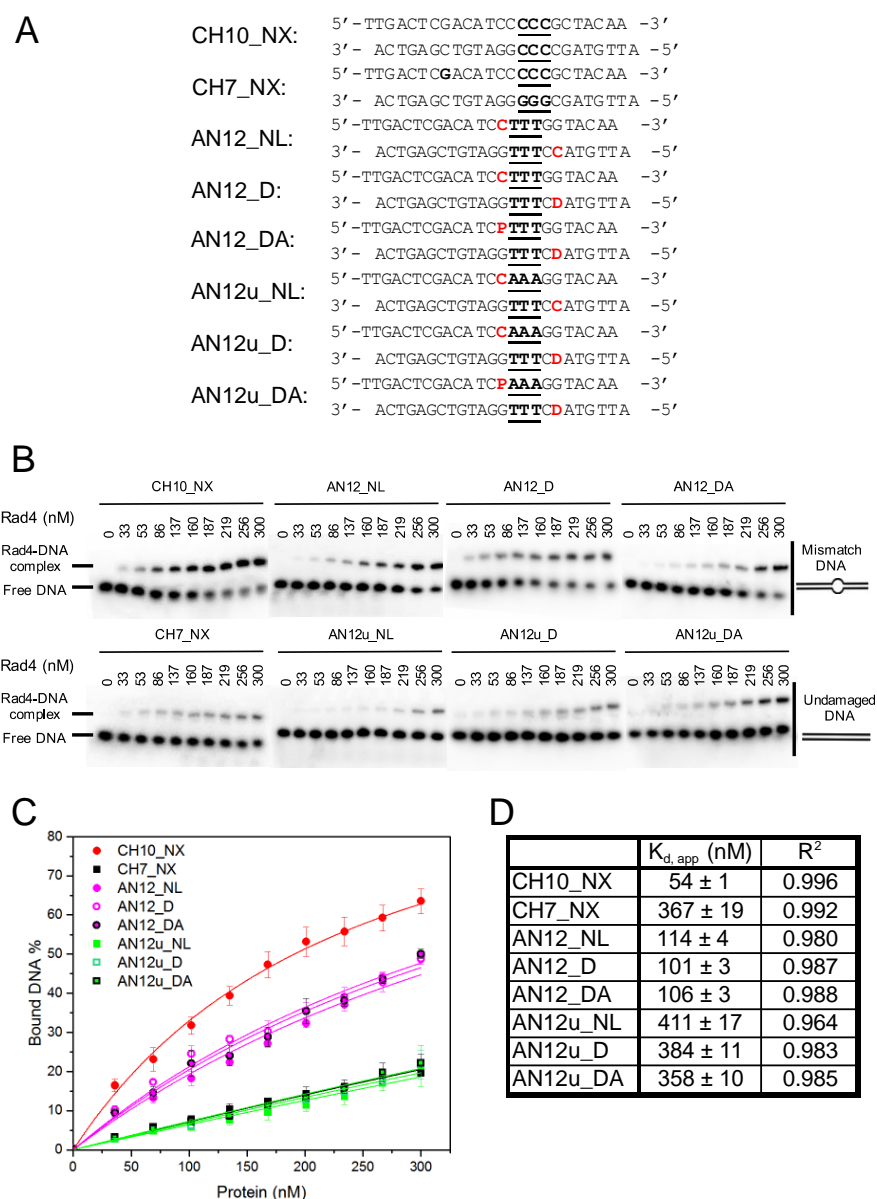 A
CH10_NX:
5′-TTGACTCGACATCCCCCGCTACAA -3′
3′- ACTGAGCTGTAGGCCCCGATGTTA -5′
CH7_NX:
5′-TTGACTCGACATCCCCCGCTACAA -3′
3′- ACTGAGCTGTAGGGGGCGATGTTA -5′
AN12_NL:
5′-TTGACTCGACATCCTTTGGTACAA -3′
3′- ACTGAGCTGTAGGTTTCCATGTTA -5′
AN12_D:
5′-TTGACTCGACATCCTTTGGTACAA -3′
3′- ACTGAGCTGTAGGTTTCDATGTTA -5′
AN12_DA:
5′-TTGACTCGACATCPTTTGGTACAA -3′
3′- ACTGAGCTGTAGGTTTCDATGTTA -5′
AN12u_NL:
5′-TTGACTCGACATCCAAAGGTACAA -3′
3′- ACTGAGCTGTAGGTTTCCATGTTA -5′
AN12u_D:
5′-TTGACTCGACATCCAAAGGTACAA -3′
3′- ACTGAGCTGTAGGTTTCDATGTTA -5′
AN12u_DA:
5′-TTGACTCGACATCPAAAGGTACAA -3′
3′- ACTGAGCTGTAGGTTTCDATGTTA -5′
B
CH10_NX AN12_NL AN12_D AN12_DA
Rad4 (nM)
0 33 53 86 137 160 187 219 256 300 0 33 53 86 137 160 187 219 256 300 0 33 53 86 137 160 187 219 256 300 0 33 53 86 137 160 187 219 256 300
Rad4-DNA
complex
Free DNA
Mismatch
DNA
CH7_NX AN12u_NL AN12u_D AN12u_DA
Rad4 (nM)
0 33 53 86 137 160 187 219 256 300 0 33 53 86 137 160 187 219 256 300 0 33 53 86 137 160 187 219 256 300 0 33 53 86 137 160 187 219 256 300
Rad4-DNA
complex
Free DNA
Undamaged
DNA
C
Bound DNA %
80
70
60
50
40
30
20
10
0
CH10_NX
CH7_NX
AN12_NL
AN12_D
AN12_DA
AN12u_NL
AN12u_D
AN12u_DA
0 50 100 150 200 250 300
Protein (nM)
D
Kd, app (nM) R2
CH10_NX 54 ± 1 0.996
CH7_NX 367 ± 19 0.992
AN12_NL 114 ± 4 0.980
AN12_D 101 ± 3 0.987
AN12_DA 106 ± 3 0.988
AN12u_NL 411 ± 17 0.964
AN12u_D 384 ± 11 0.983
AN12u_DA 358 ± 10 0.985